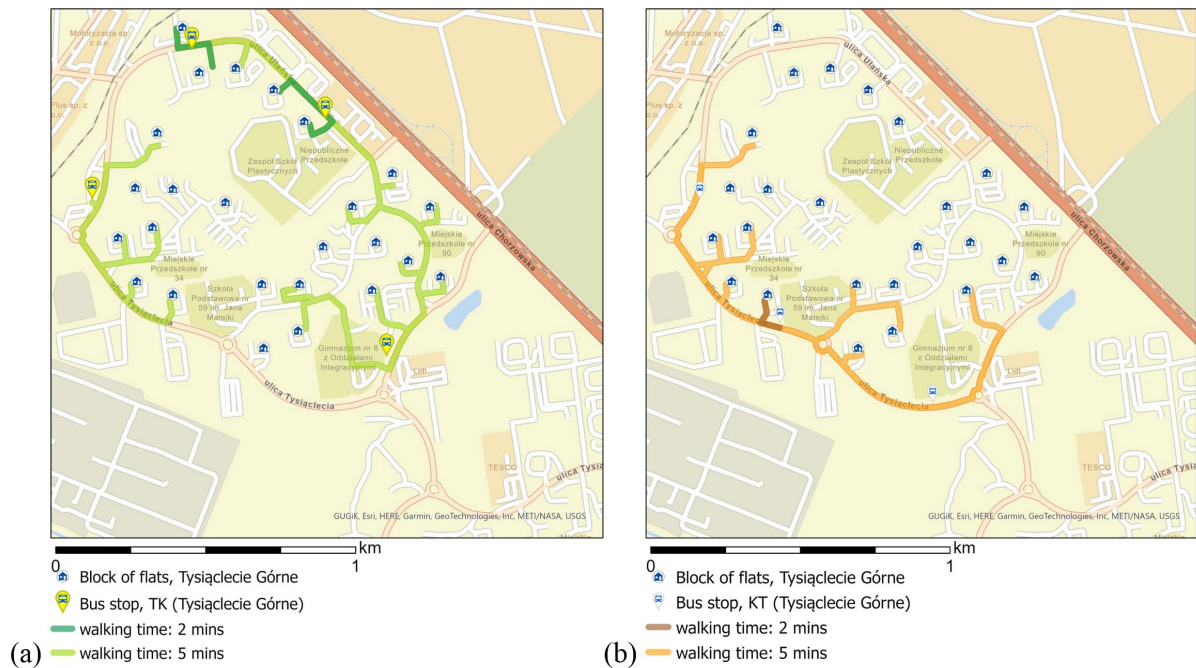 Motoryzacja sp.
z o.o.
Plus sp. z
o.o.
ulica Ułańska
Niepubliczne
Przedszkole
Zespół Szkół
Plastycznych
ulica Chorzowska
Miejskie
Przedszkole nr
90
Miejskie
Przedszkole nr
34
Szkoła
Podstawowa nr
59 im. Jana
Matejki
ulica Tysiąclecia
Gimnazjum nr 8
z Oddziałami
Integracyjnymi
Lidl
ulica Tysiąclecia
TESCO
ulica Tysia
GUGiK, Esri, HERE, Garmin, GeoTechnologies, Inc, METI/NASA, USGS
km
0
1
Block of flats, Tysiąclecie Górne
Bus stop, TK (Tysiąclecie Górne)
walking time: 2 mins
walking time: 5 mins
(a)
Motoryzacja sp.
z o.o.
Plus sp. z
o.o.
ulica Ułańska
Niepubliczne
Przedszkole
Zespół Szkół
Plastycznych
ulica Chorzowska
Miejskie
Przedszkole nr
90
Miejskie
Przedszkole nr
34
Szkoła
Podstawowa nr
59 im. Jana
Matejki
ulica Tysiąclecia
Gimnazjum nr 8
z Oddziałami
Integracyjnymi
Lidl
ulica Tysiąclecia
TESCO
ulica Tysia
GUGiK, Esri, HERE, Garmin, GeoTechnologies, Inc, METI/NASA, USGS
km
0
1
Block of flats, Tysiąclecie Górne
Bus stop, KT (Tysiąclecie Górne)
walking time: 2 mins
walking time: 5 mins
(b)